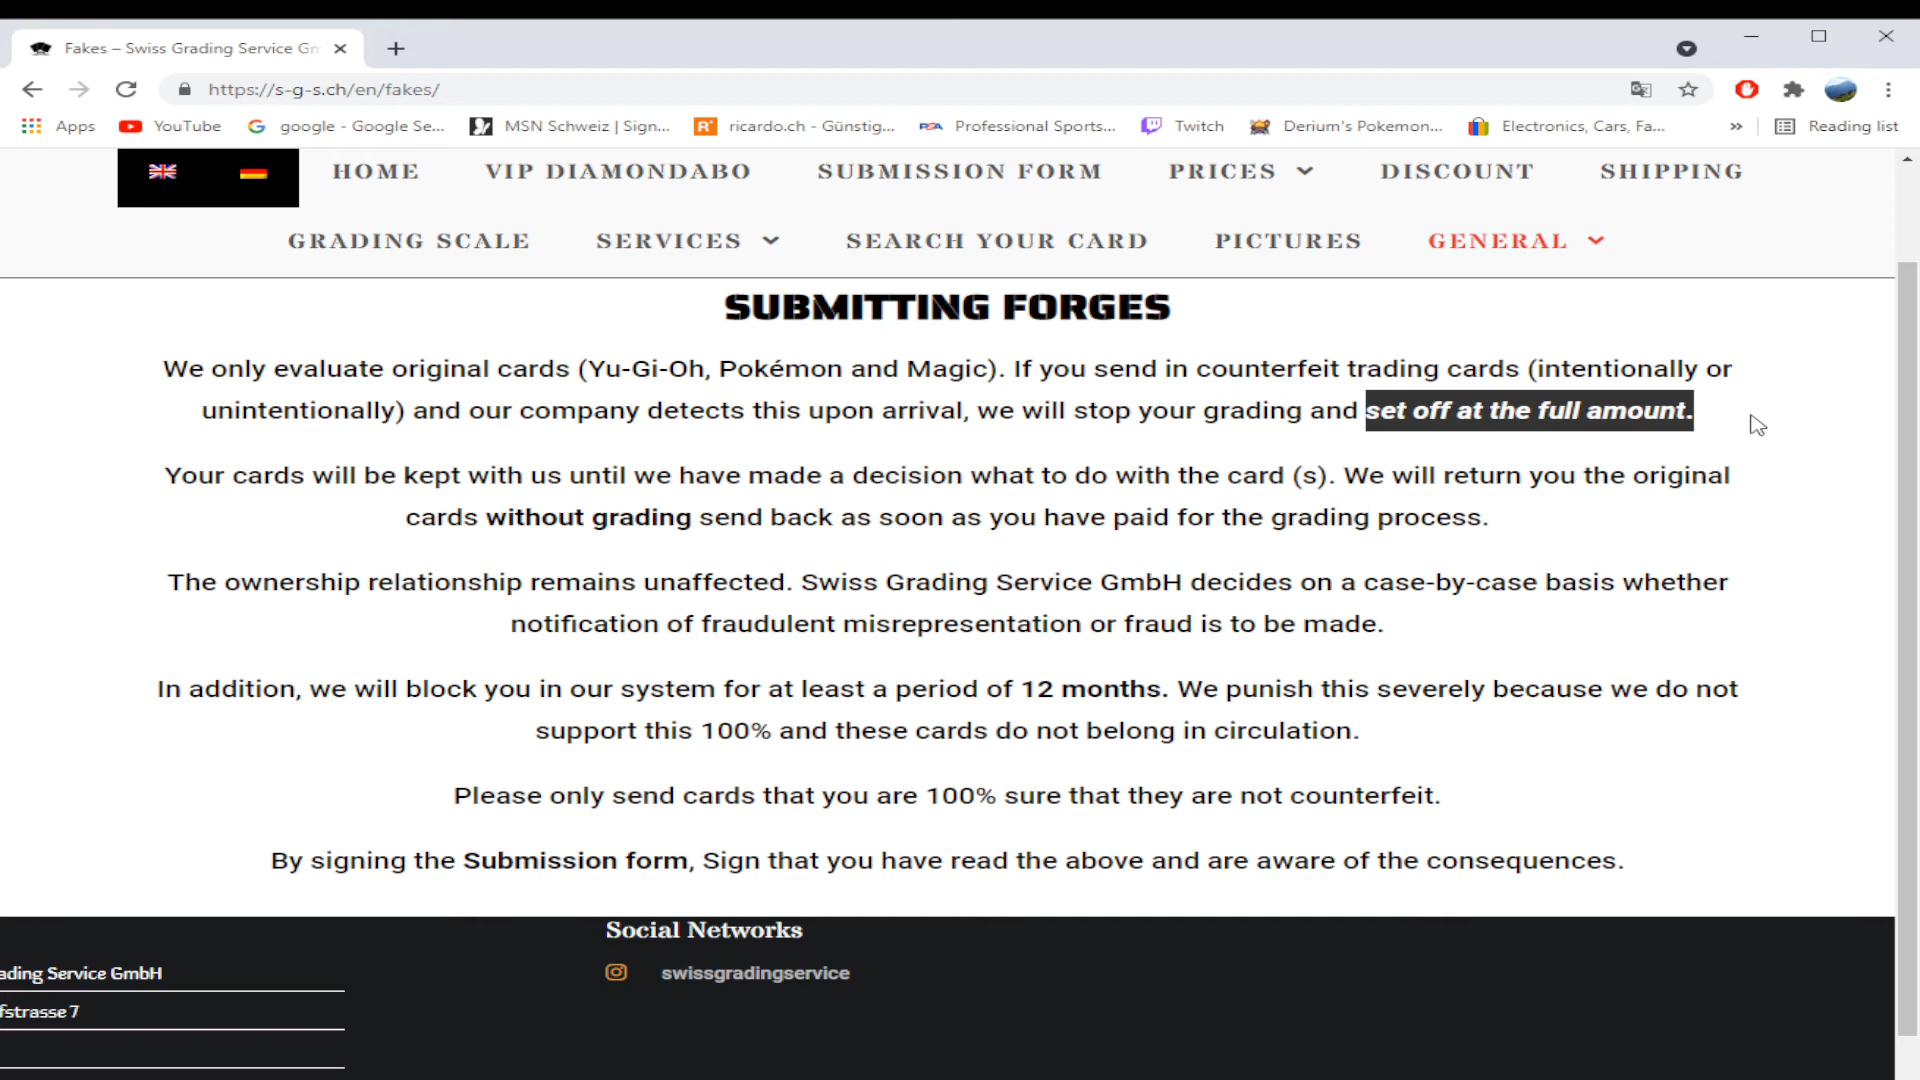 Fakes – Swiss Grading Service Gm
https://s-g-s.ch/en/fakes/
Apps YouTube google - Google Se... MSN Schweiz | Sign... ricardo.ch - Günstig... PSA Professional Sports... Twitch Derium's Pokemon... Electronics, Cars, Fa... » Reading list
HOME VIP DIAMONDABO SUBMISSION FORM PRICES DISCOUNT SHIPPING
GRADING SCALE SERVICES SEARCH YOUR CARD PICTURES GENERAL
SUBMITTING FORGES
We only evaluate original cards (Yu-Gi-Oh, Pokémon and Magic). If you send in counterfeit trading cards (intentionally or
unintentionally) and our company detects this upon arrival, we will stop your grading and set off at the full amount.
Your cards will be kept with us until we have made a decision what to do with the card (s). We will return you the original
cards without grading send back as soon as you have paid for the grading process.
The ownership relationship remains unaffected. Swiss Grading Service GmbH decides on a case-by-case basis whether
notification of fraudulent misrepresentation or fraud is to be made.
In addition, we will block you in our system for at least a period of 12 months. We punish this severely because we do not
support this 100% and these cards do not belong in circulation.
Please only send cards that you are 100% sure that they are not counterfeit.
By signing the Submission form, Sign that you have read the above and are aware of the consequences.
Social Networks
ading Service GmbH
swissgradingservice
fstrasse 7